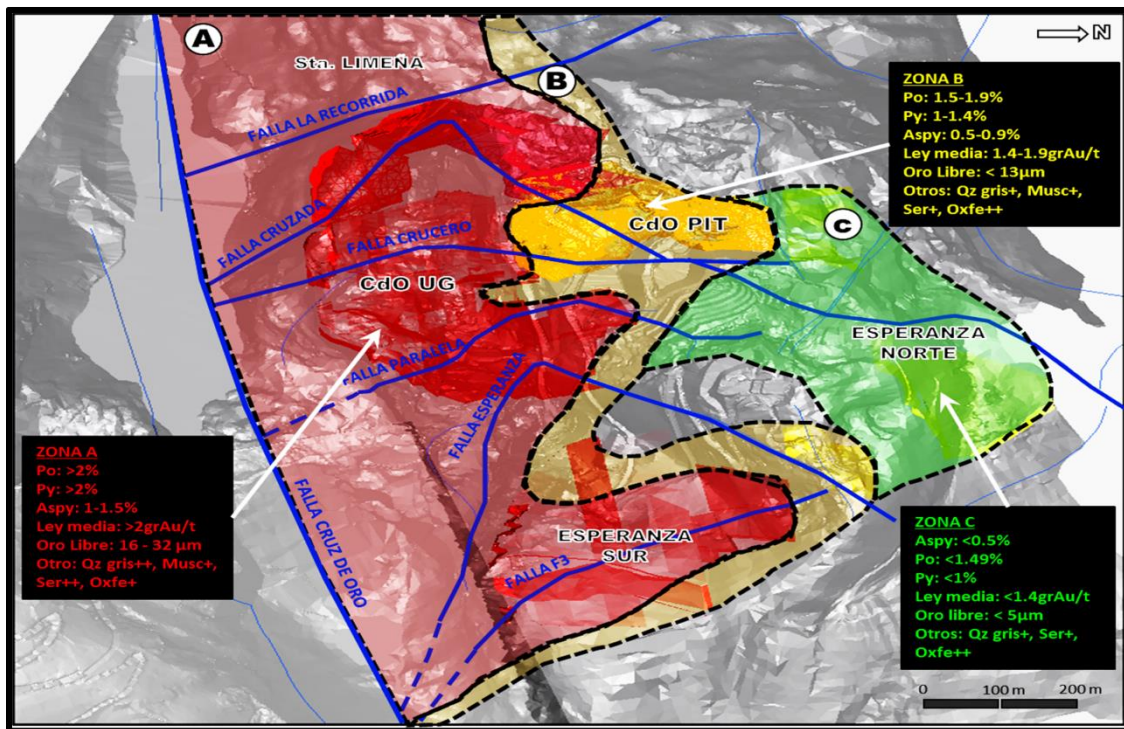 A
Sta. LIMEÑA
N
B
FALLA LA RECORRIDA
ZONA B
Po: 1.5-1.9%
Py: 1-1.4%
Aspy: 0.5-0.9%
Ley media: 1.4-1.9grAu/t
Oro Libre: < 13µm
Otros: Qz gris+, Musc+,
Ser+, Oxfe++
FALLA CRUZADA
FALLA CRUCERO
CdO PIT
C
CdO UG
FALLA PARALELA
FALLA ESPERANZA
ESPERANZA
NORTE
ZONA A
Po: >2%
Py: >2%
Aspy: 1-1.5%
Ley media: >2grAu/t
Oro Libre: 16 - 32 µm
Otro: Qz gris++, Musc+,
Ser++, Oxfe+
FALLA CRUZ DE ORO
ESPERANZA
SUR
FALLA F3
ZONA C
Aspy: <0.5%
Po: <1.49%
Py: <1%
Ley media: <1.4grAu/t
Oro libre: < 5µm
Otros: Qz gris+, Ser+,
Oxfe++
0 100 m 200 m